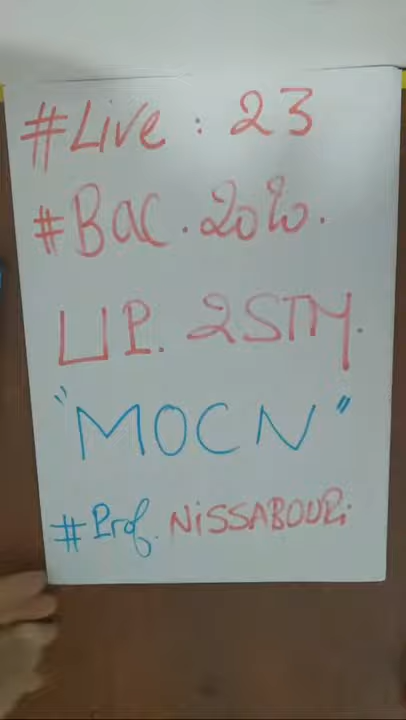 #Live : 23
#Bac. 2020.
UP. 2STM.
"MOCN"
#Prof. NiSSABOURi